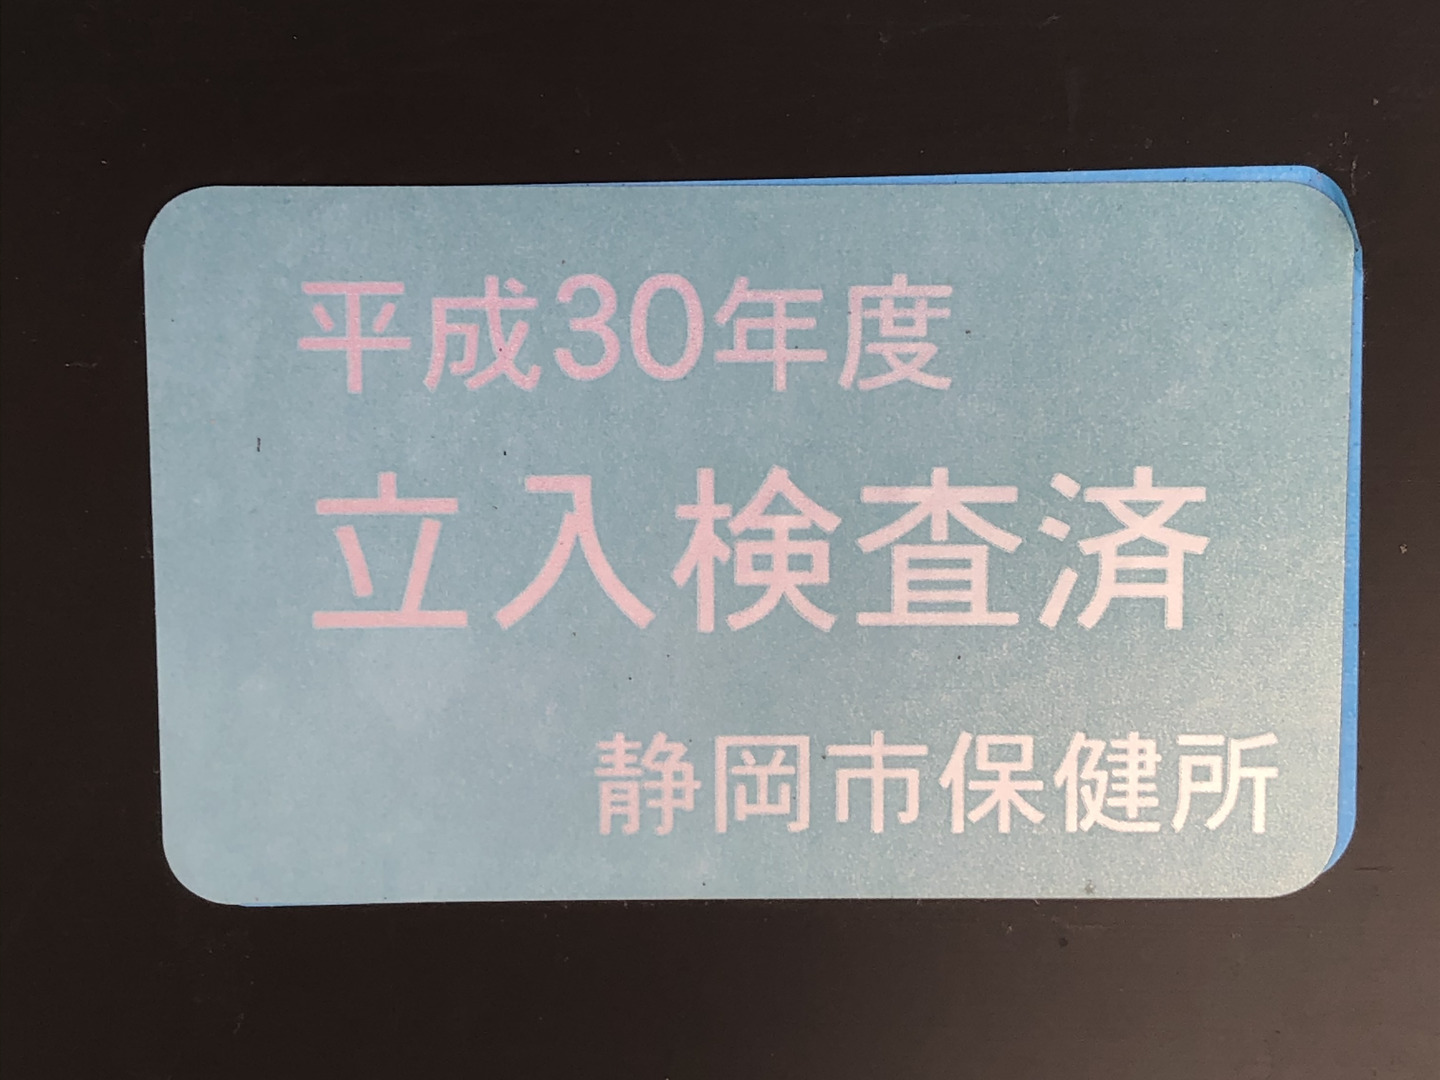 平成30年度
立入検査済
静岡市保健所